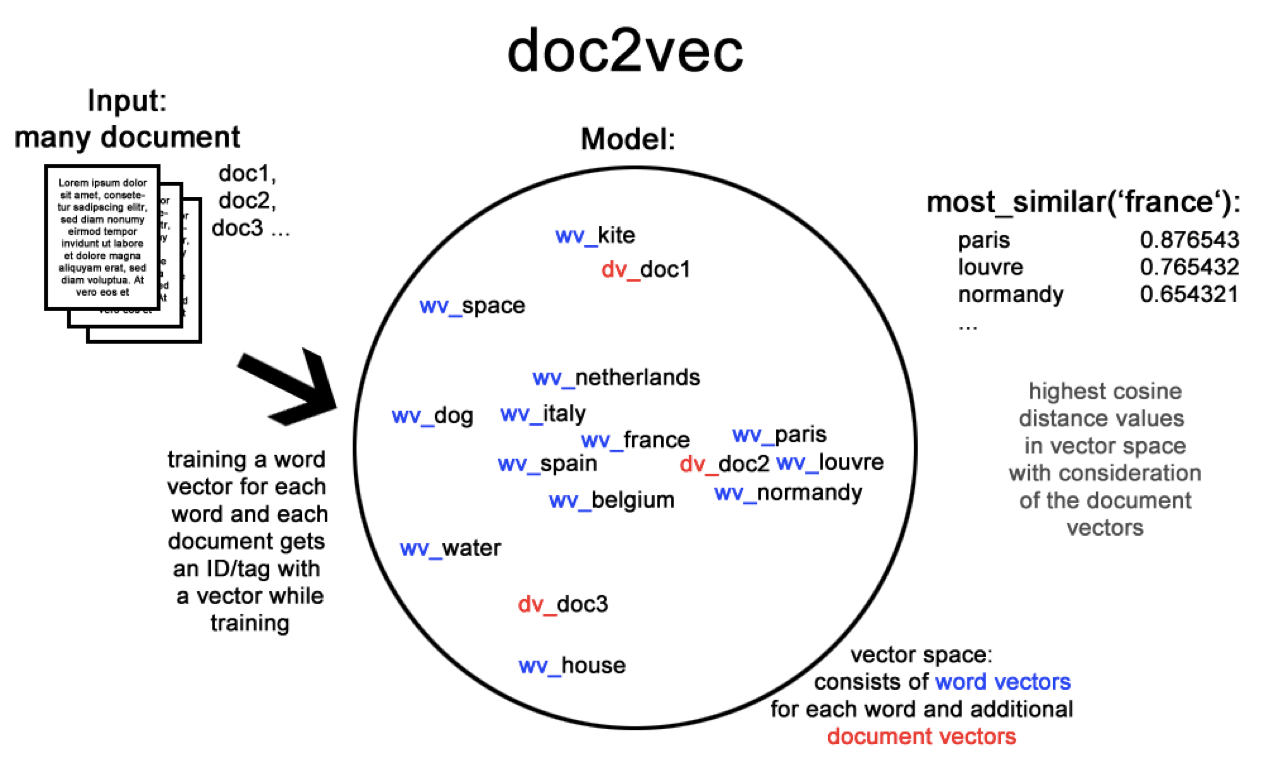 doc2vec
Input:
many document
doc1,
doc2,
doc3 ...
Lorem ipsum dolor
sit amet, consete-
tur sadipscing elitr,
sed diam nonumy
eirmod tempor
invidunt ut labore
et dolore magna
aliquyam erat, sed
diam voluptua. At
vero eos et
training a word
vector for each
word and each
document gets
an ID/tag with
a vector while
training
Model:
wv_kite
dv_doc1
wv_space
wv_netherlands
wv_dog
wv_italy
wv_france
wv_paris
wv_spain
dv_doc2
wv_louvre
wv_belgium
wv_normandy
wv_water
dv_doc3
wv_house
most_similar(‘france‘):
paris 0.876543
louvre 0.765432
normandy 0.654321
...
highest cosine
distance values
in vector space
with consideration
of the document
vectors
vector space:
consists of word vectors
for each word and additional
document vectors